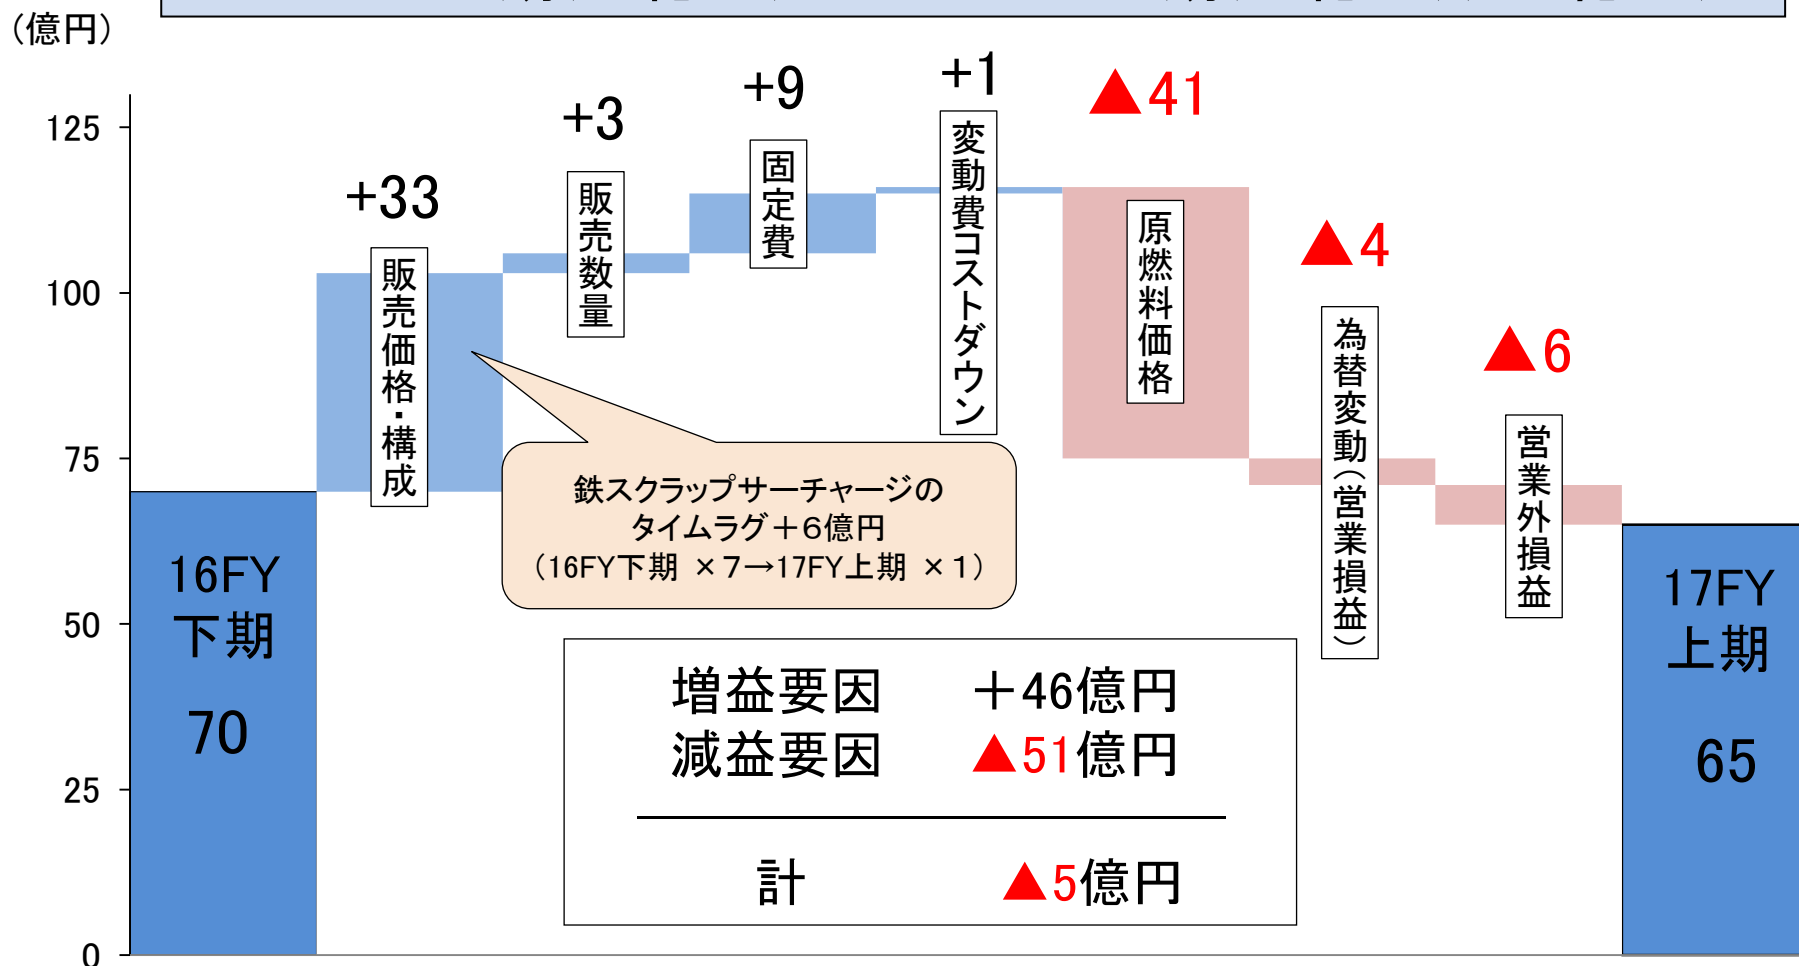 （億円）
125
100
75
50
25
0
16FY
下期
70
+33
販売価格・構成
+3
販売数量
+9
固定費
+1
変動費コストダウン
▲41
原燃料価格
▲4
為替変動（営業損益）
▲6
営業外損益
17FY
上期
65
鉄スクラップサーチャージの
タイムラグ＋６億円
（16FY下期 ×７→17FY上期 ×１）
増益要因 ＋46億円
減益要因 ▲51億円
計 ▲5億円